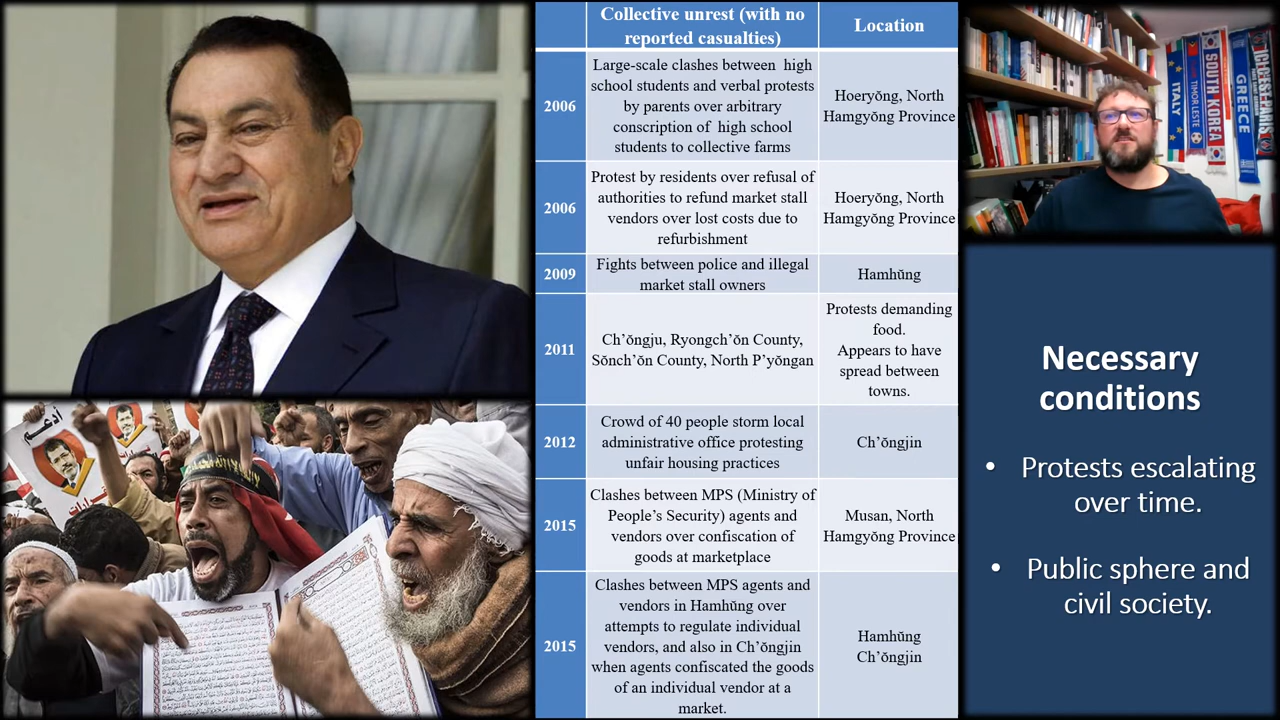 Collective unrest (with no
reported casualties)
Location
2006
Large-scale clashes between high
school students and verbal protests
by parents over arbitrary
conscription of high school
students to collective farms
Hoeryŏng, North
Hamgyŏng Province
2006
Protest by residents over refusal of
authorities to refund market stall
vendors over lost costs due to
refurbishment
Hoeryŏng, North
Hamgyŏng Province
2009
Fights between police and illegal
market stall owners
Hamhŭng
2011
Ch’ŏngju, Ryongch’ŏn County,
Sŏnch’ŏn County, North P’yŏngan
Protests demanding
food.
Appears to have
spread between
towns.
2012
Crowd of 40 people storm local
administrative office protesting
unfair housing practices
Ch’ŏngjin
2015
Clashes between MPS (Ministry of
People’s Security) agents and
vendors over confiscation of
goods at marketplace
Musan, North
Hamgyŏng Province
2015
Clashes between MPS agents and
vendors in Hamhŭng over
attempts to regulate individual
vendors, and also in Ch’ŏngjin
when agents confiscated the goods
of an individual vendor at a
market.
Hamhŭng
Ch’ŏngjin
ITALY
TIMOR LESTE
SOUTH KOREA
GREECE
Necessary
conditions
• Protests escalating
over time.
• Public sphere and
civil society.
أدعم